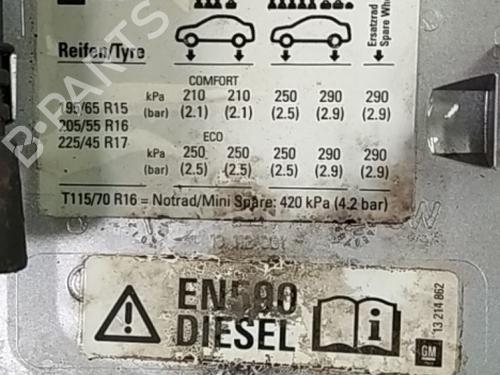 Reifen/Tyre
Ersatzrad
Spare Whe
COMFORT
195/65 R15 kPa 210 210 250 290 290
205/55 R16 (bar) (2.1) (2.1) (2.5) (2.9) (2.9)
225/45 R17
ECO
kPa 250 250 250 290 290
(bar) (2.5) (2.5) (2.5) (2.9) (2.9)
T115/70 R16 = Notrad/Mini Spare: 420 kPa (4.2 bar)
EN590
DIESEL
i
13 214 862
GM
B-PARTS